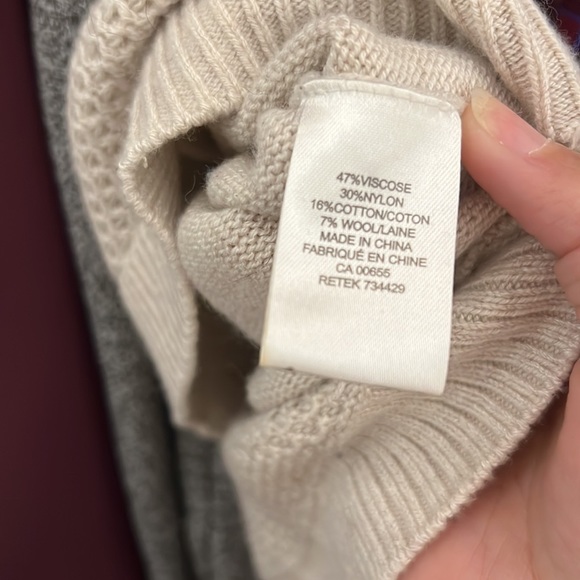 47%VISCOSE
30%NYLON
16%COTTON/COTON
7% WOOL/LAINE
MADE IN CHINA
FABRIQUÉ EN CHINE
CA 00655
RETEK 734429